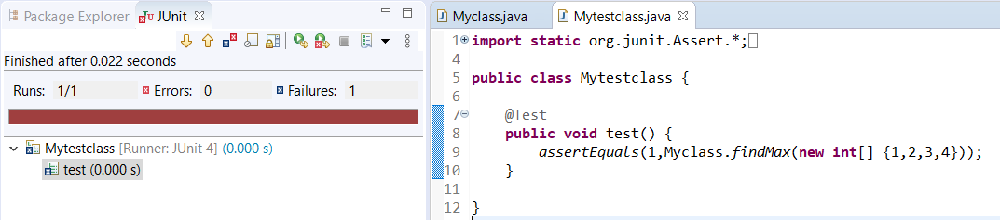 Package Explorer JUnit
Finished after 0.022 seconds
Runs: 1/1 Errors: 0 Failures: 1
Mytestclass [Runner: JUnit 4] (0.000 s)
test (0.000 s)
Myclass.java Mytestclass.java
1 import static org.junit.Assert.*;
4
5 public class Mytestclass {
6
7 @Test
8 public void test() {
9 assertEquals(1,Myclass.findMax(new int[] {1,2,3,4}));
10 }
11
12 }